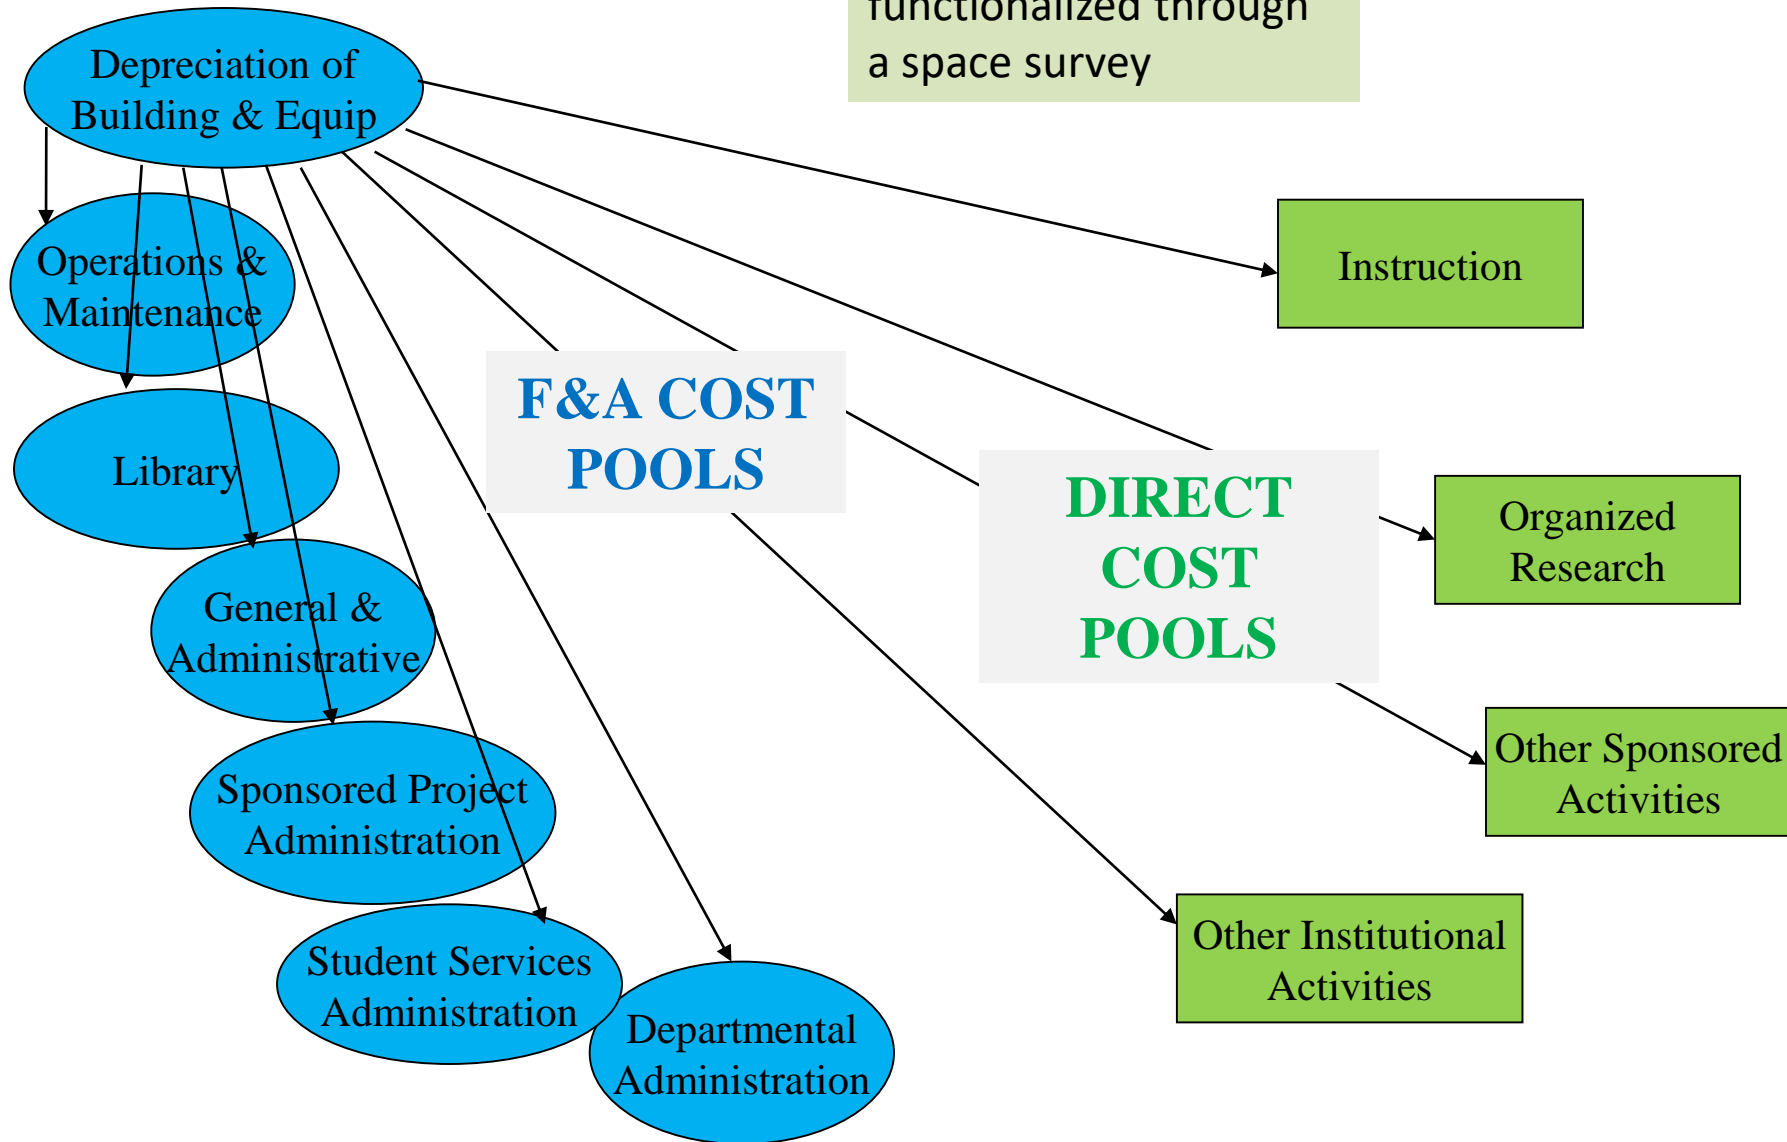 functionalized through
a space survey
Depreciation of
Building & Equip
Operations &
Maintenance
Library
General &
Administrative
Sponsored Project
Administration
Student Services
Administration
Departmental
Administration
F&A COST
POOLS
DIRECT
COST
POOLS
Instruction
Organized
Research
Other Sponsored
Activities
Other Institutional
Activities